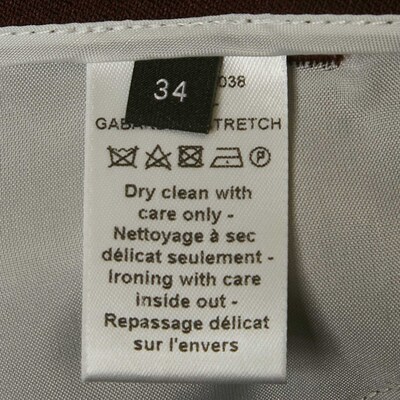 34
038
STRETCH
P
Dry clean with
care only -
Nettoyage à sec
délicat seulement -
Ironing with care
inside out -
Repassage délicat
sur l'envers